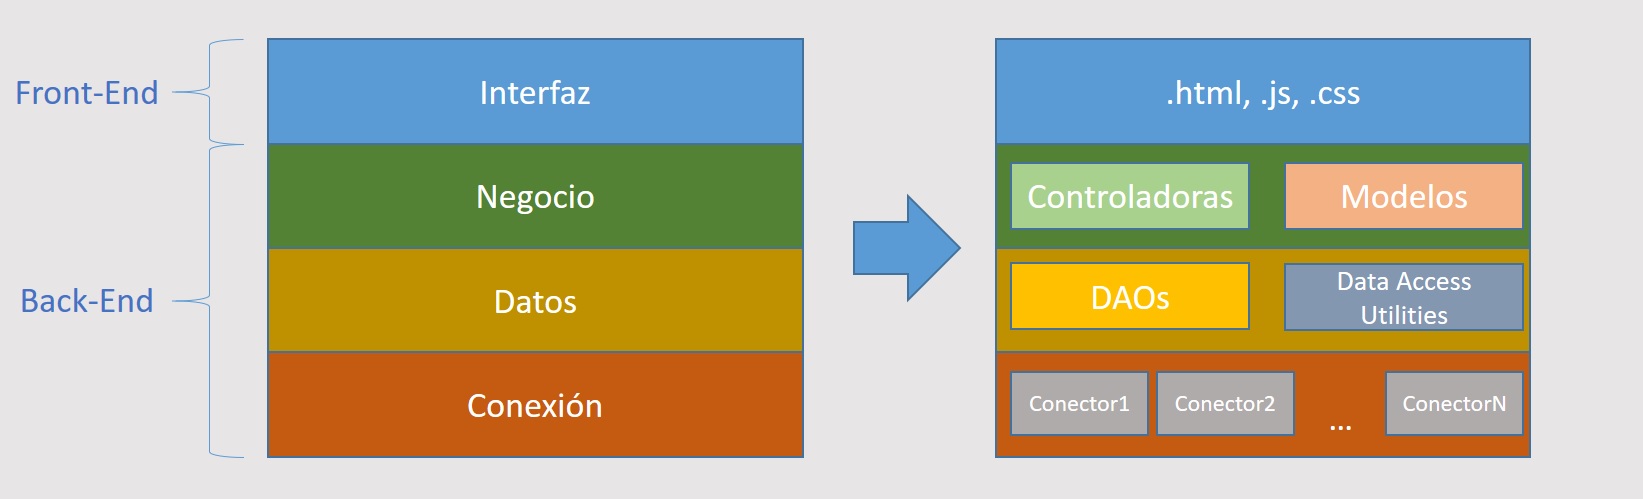 Front-End
Back-End
Interfaz
Negocio
Datos
Conexión
.html, .js, .css
Controladoras
Modelos
DAOs
Data Access
Utilities
Conector1
Conector2
...
ConectorN